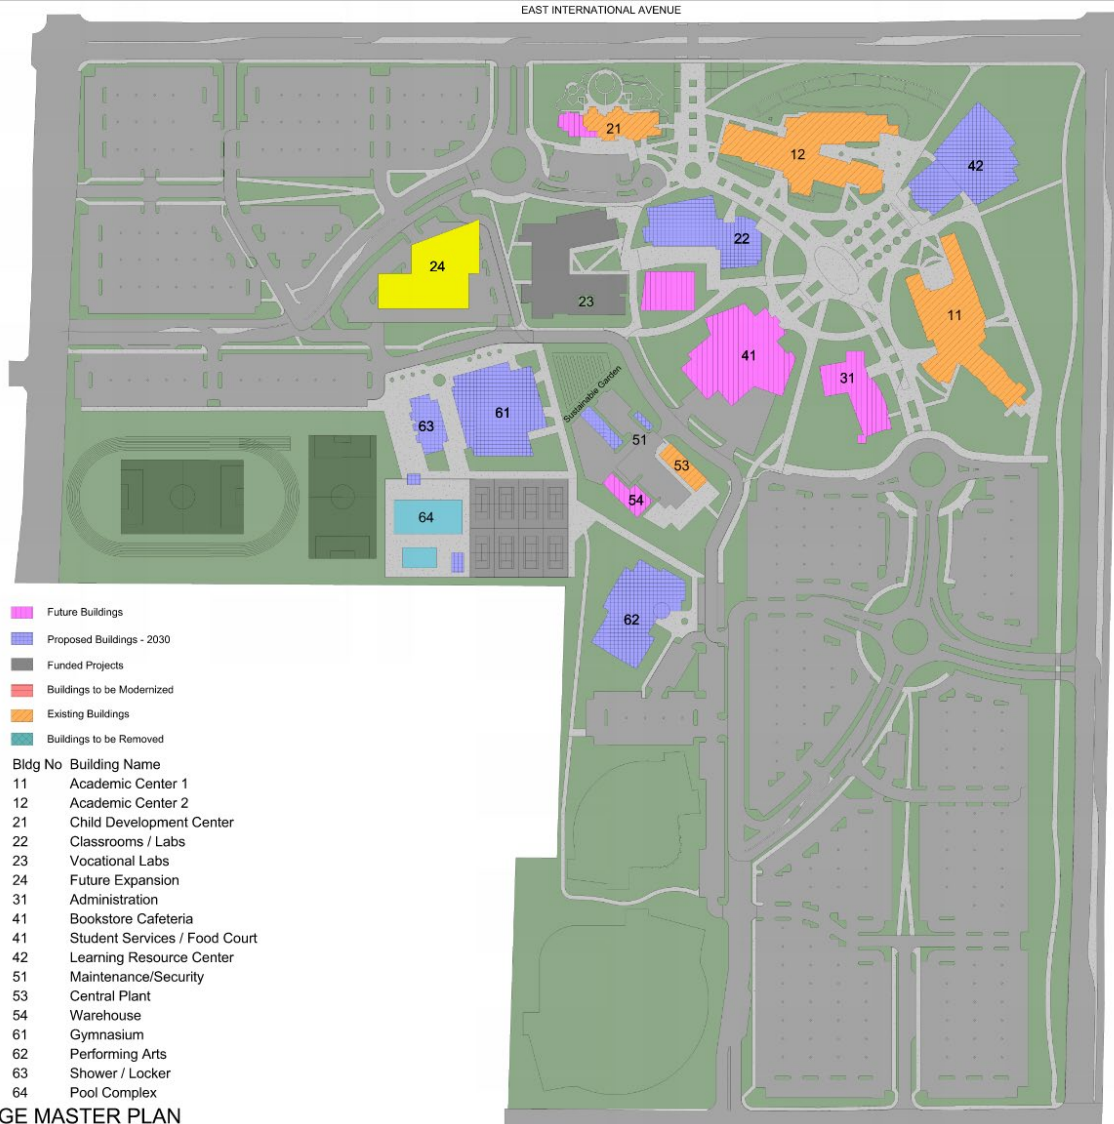 EAST INTERNATIONAL AVENUE
21
12
42
22
24
23
11
41
31
61
63
Sustainable Garden
51
53
54
64
62
Future Buildings
Proposed Buildings - 2030
Funded Projects
Buildings to be Modernized
Existing Buildings
Buildings to be Removed
Bldg No Building Name
11 Academic Center 1
12 Academic Center 2
21 Child Development Center
22 Classrooms / Labs
23 Vocational Labs
24 Future Expansion
31 Administration
41 Bookstore Cafeteria
41 Student Services / Food Court
42 Learning Resource Center
51 Maintenance/Security
53 Central Plant
54 Warehouse
61 Gymnasium
62 Performing Arts
63 Shower / Locker
64 Pool Complex
GE MASTER PLAN